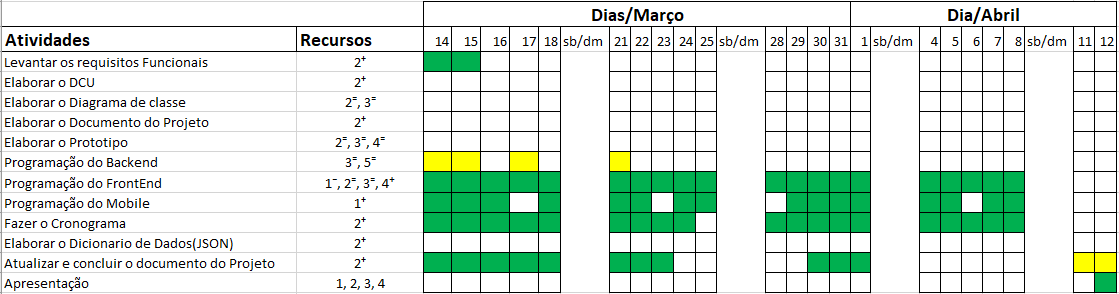 Dias/Março Dia/Abril
Atividades Recursos 14 15 16 17 18 sb/dm 21 22 23 24 25 sb/dm 28 29 30 31 1 sb/dm 4 5 6 7 8 sb/dm 11 12
Levantar os requisitos Funcionais 2⁺
Elaborar o DCU 2⁺
Elaborar o Diagrama de classe 2⁼, 3⁼
Elaborar o Documento do Projeto 2⁺
Elaborar o Prototipo 2⁼, 3⁼, 4⁼
Programação do Backend 3⁼, 5⁼
Programação do FrontEnd 1⁻, 2⁼, 3⁼, 4⁺
Programação do Mobile 1⁺
Fazer o Cronograma 2⁺
Elaborar o Dicionario de Dados(JSON) 2⁺
Atualizar e concluir o documento do Projeto 2⁺
Apresentação 1, 2, 3, 4